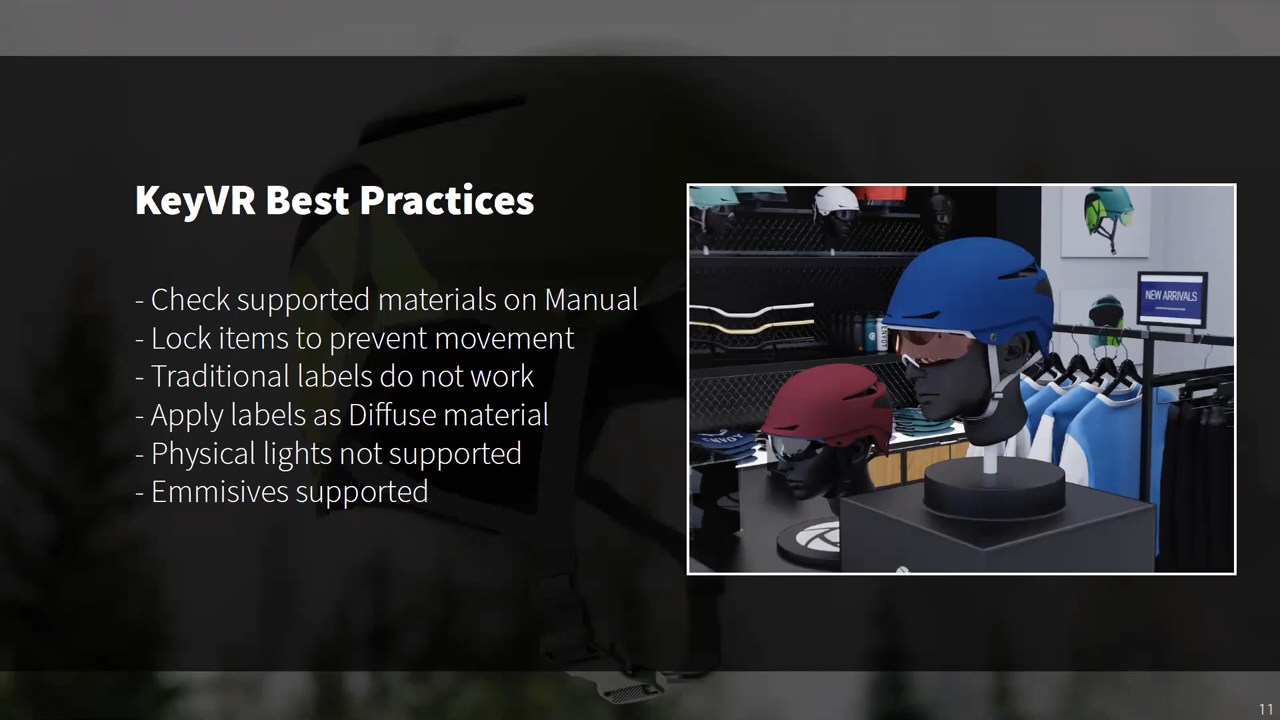 KeyVR Best Practices
- Check supported materials on Manual
- Lock items to prevent movement
- Traditional labels do not work
- Apply labels as Diffuse material
- Physical lights not supported
- Emmisives supported
NEW ARRIVALS
ENVOY
11